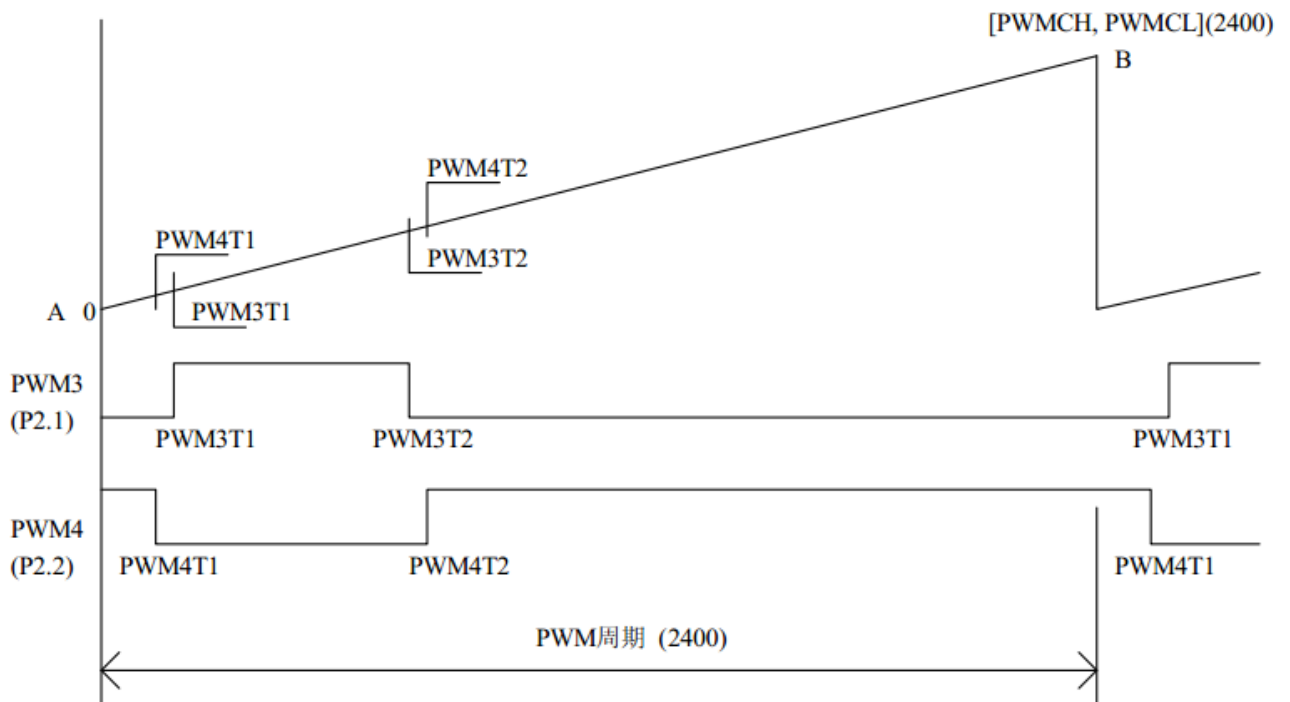 [PWMCH, PWMCL](2400)
B
PWM4T2
PWM4T1
PWM3T2
A 0
PWM3T1
PWM3
(P2.1)
PWM3T1
PWM3T2
PWM3T1
PWM4
(P2.2)
PWM4T1
PWM4T2
PWM4T1
PWM周期 (2400)